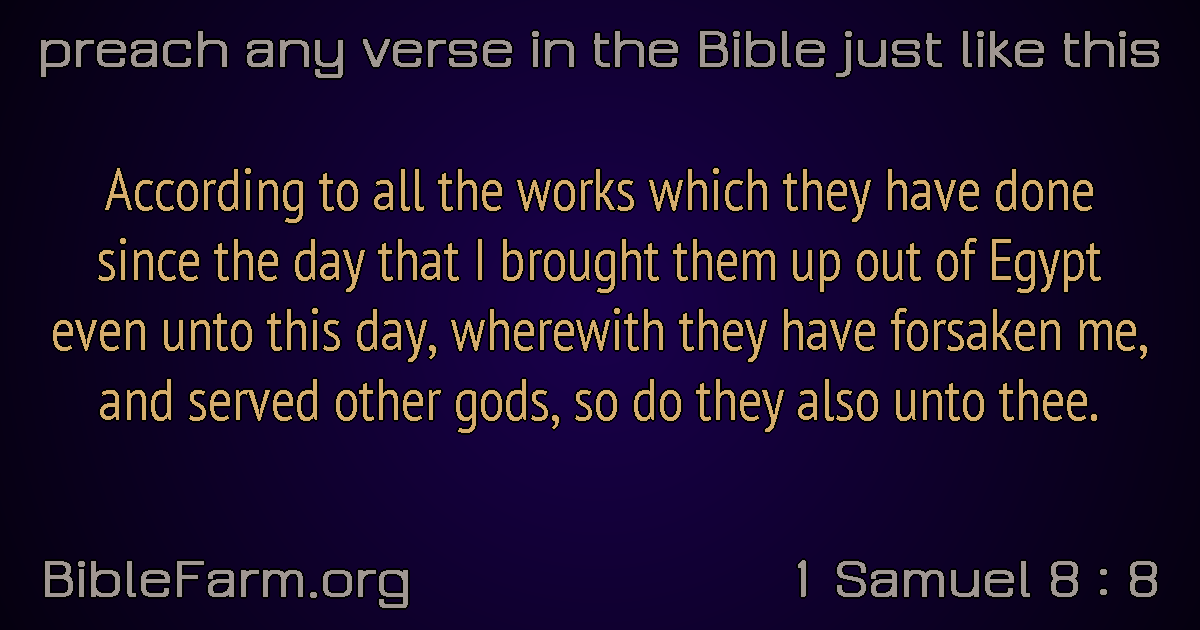 preach any verse in the Bible just like this
According to all the works which they have done
since the day that I brought them up out of Egypt
even unto this day, wherewith they have forsaken me,
and served other gods, so do they also unto thee.
BibleFarm.org
1 Samuel 8 : 8